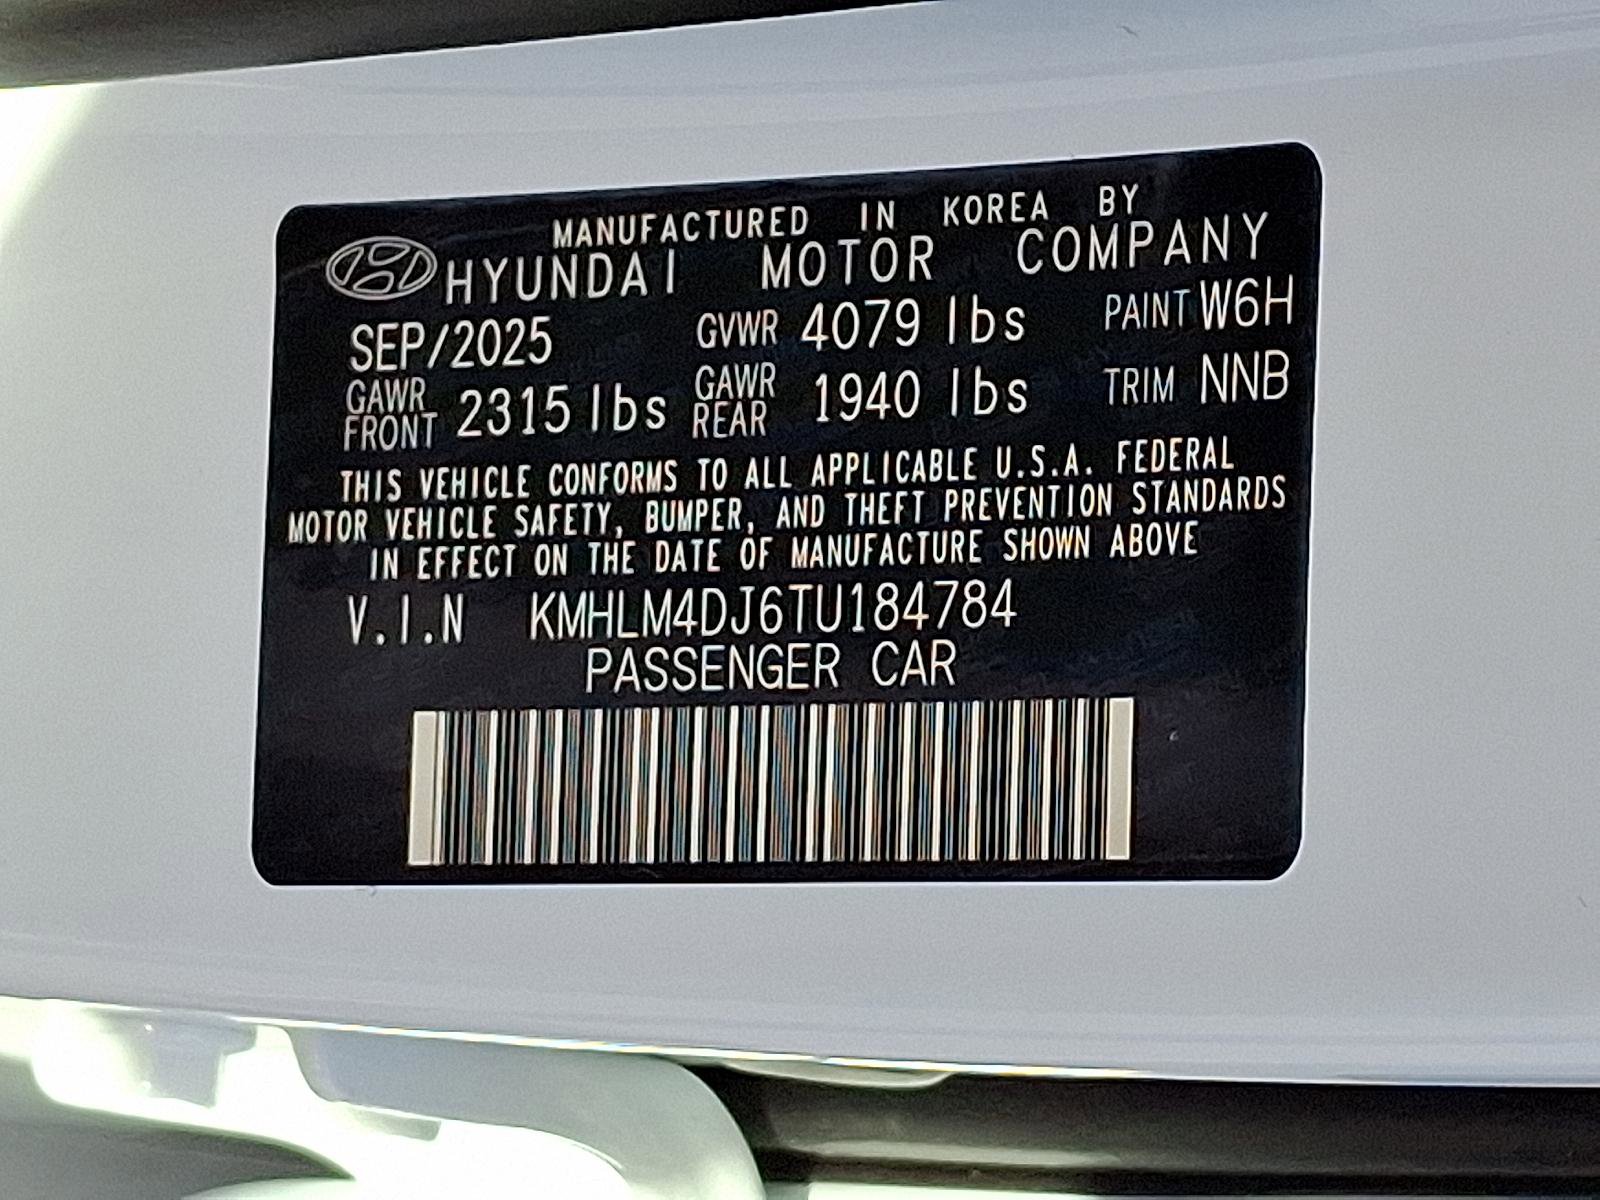 MANUFACTURED IN KOREA BY
HYUNDAI MOTOR COMPANY
SEP/2025 GVWR 4079 lbs PAINT W6H
GAWR FRONT 2315 lbs GAWR REAR 1940 lbs TRIM NNB
THIS VEHICLE CONFORMS TO ALL APPLICABLE U.S.A. FEDERAL
MOTOR VEHICLE SAFETY, BUMPER, AND THEFT PREVENTION STANDARDS
IN EFFECT ON THE DATE OF MANUFACTURE SHOWN ABOVE
V.I.N KMHLM4DJ6TU184784
PASSENGER CAR